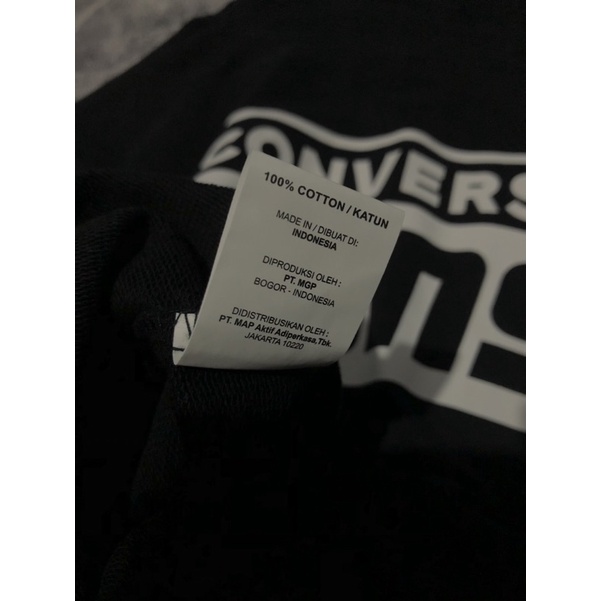 CONVERS
100% COTTON / KATUN
MADE IN / DIBUAT DI:
INDONESIA
DIPRODUKSI OLEH :
PT. MGP
BOGOR - INDONESIA
DIDISTRIBUSIKAN OLEH :
PT. MAP Aktif Adiperkasa,Tbk.
JAKARTA 10220